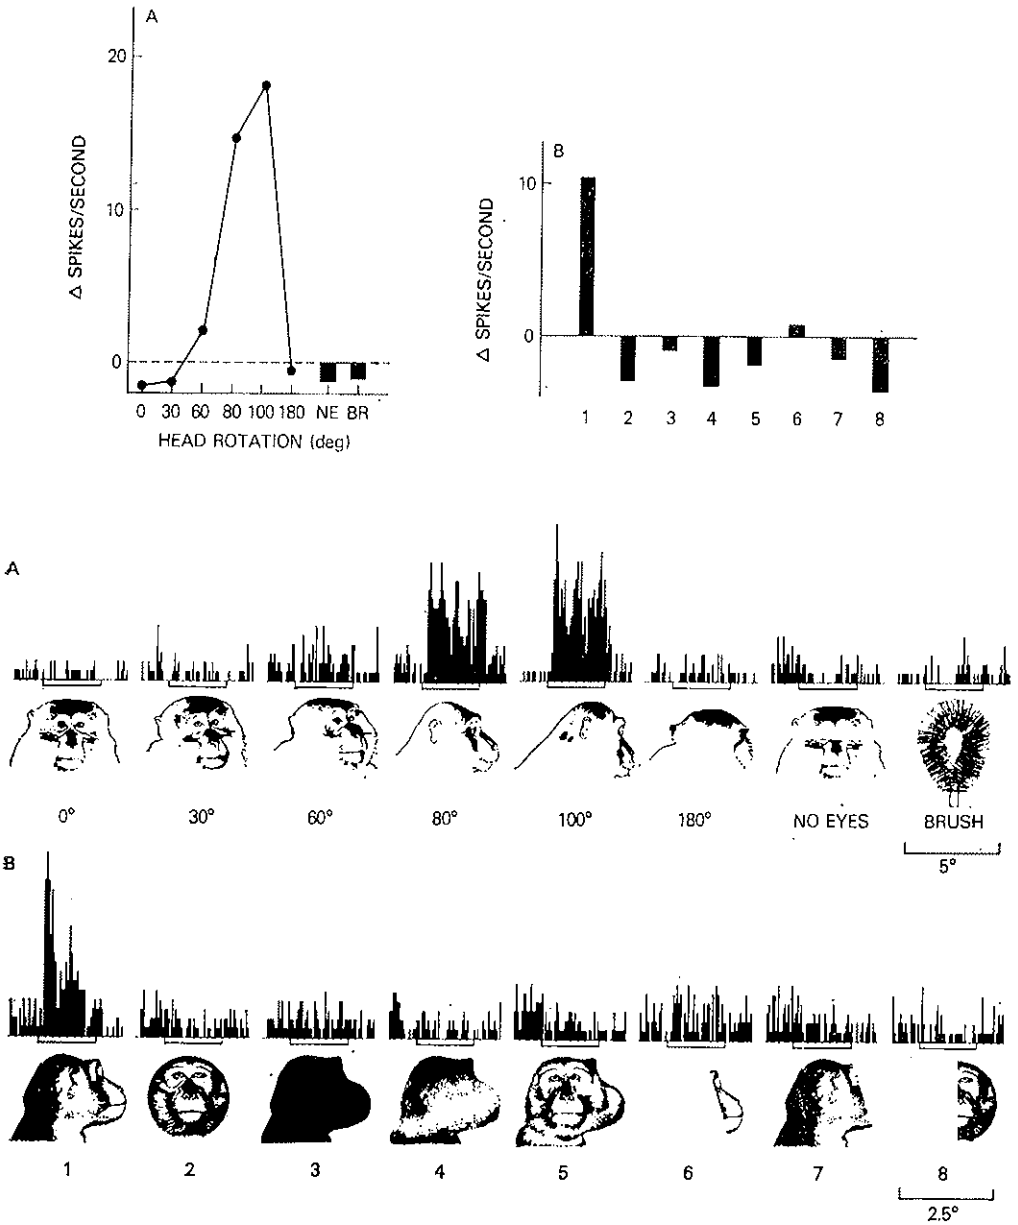 A
20
10
0
Δ SPIKES/SECOND
0 30 60 80 100 180 NE BR
HEAD ROTATION (deg)
B
10
0
Δ SPIKES/SECOND
1 2 3 4 5 6 7 8
A
0° 30° 60° 80° 100° 180° NO EYES BRUSH
5°
B
1 2 3 4 5 6 7 8
2.5°